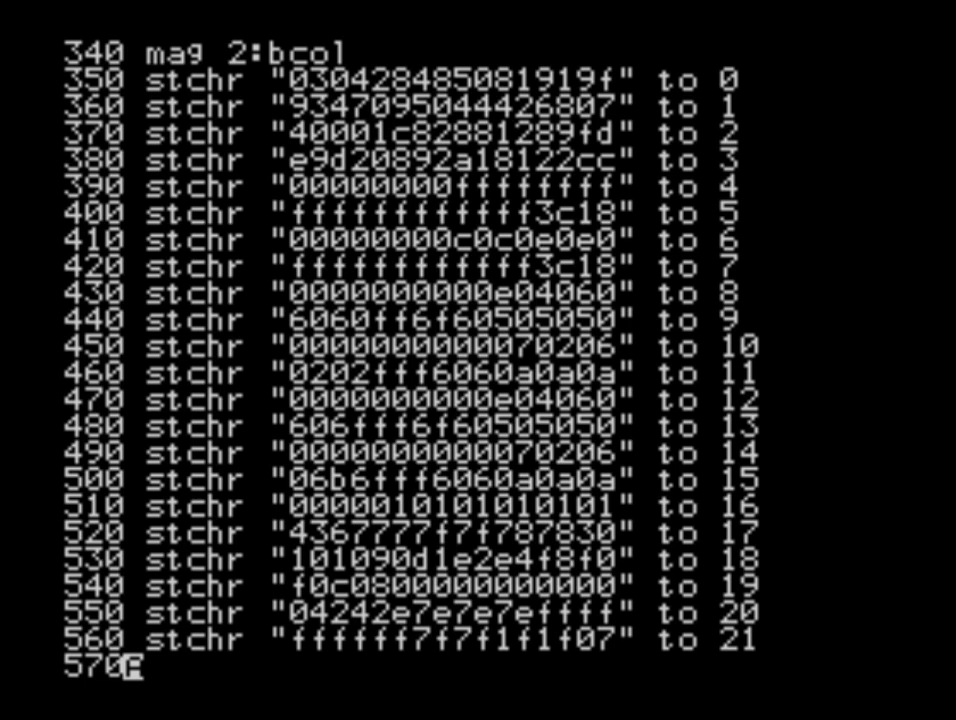 340 mag 2:bcol
350 stchr "030428485081919f" to 0
360 stchr "9347095044426807" to 1
370 stchr "40001c82881289fd" to 2
380 stchr "e9d20892a18122cc" to 3
390 stchr "00000000ffffffff" to 4
400 stchr "ffffffffffff3c18" to 5
410 stchr "00000000c0c0e0e0" to 6
420 stchr "ffffffffffff3c18" to 7
430 stchr "0000000000e04060" to 8
440 stchr "6060ff6f60505050" to 9
450 stchr "0000000000070206" to 10
460 stchr "0202fff6060a0a0a" to 11
470 stchr "0000000000e04060" to 12
480 stchr "606fff6f60505050" to 13
490 stchr "0000000000070206" to 14
500 stchr "06b6fff6060a0a0a" to 15
510 stchr "0000010101010101" to 16
520 stchr "4367777f7f787830" to 17
530 stchr "101090d1e2e4f8f0" to 18
540 stchr "f0c0800000000000" to 19
550 stchr "04242e7e7e7effff" to 20
560 stchr "ffffff7f7f1f1f07" to 21
570